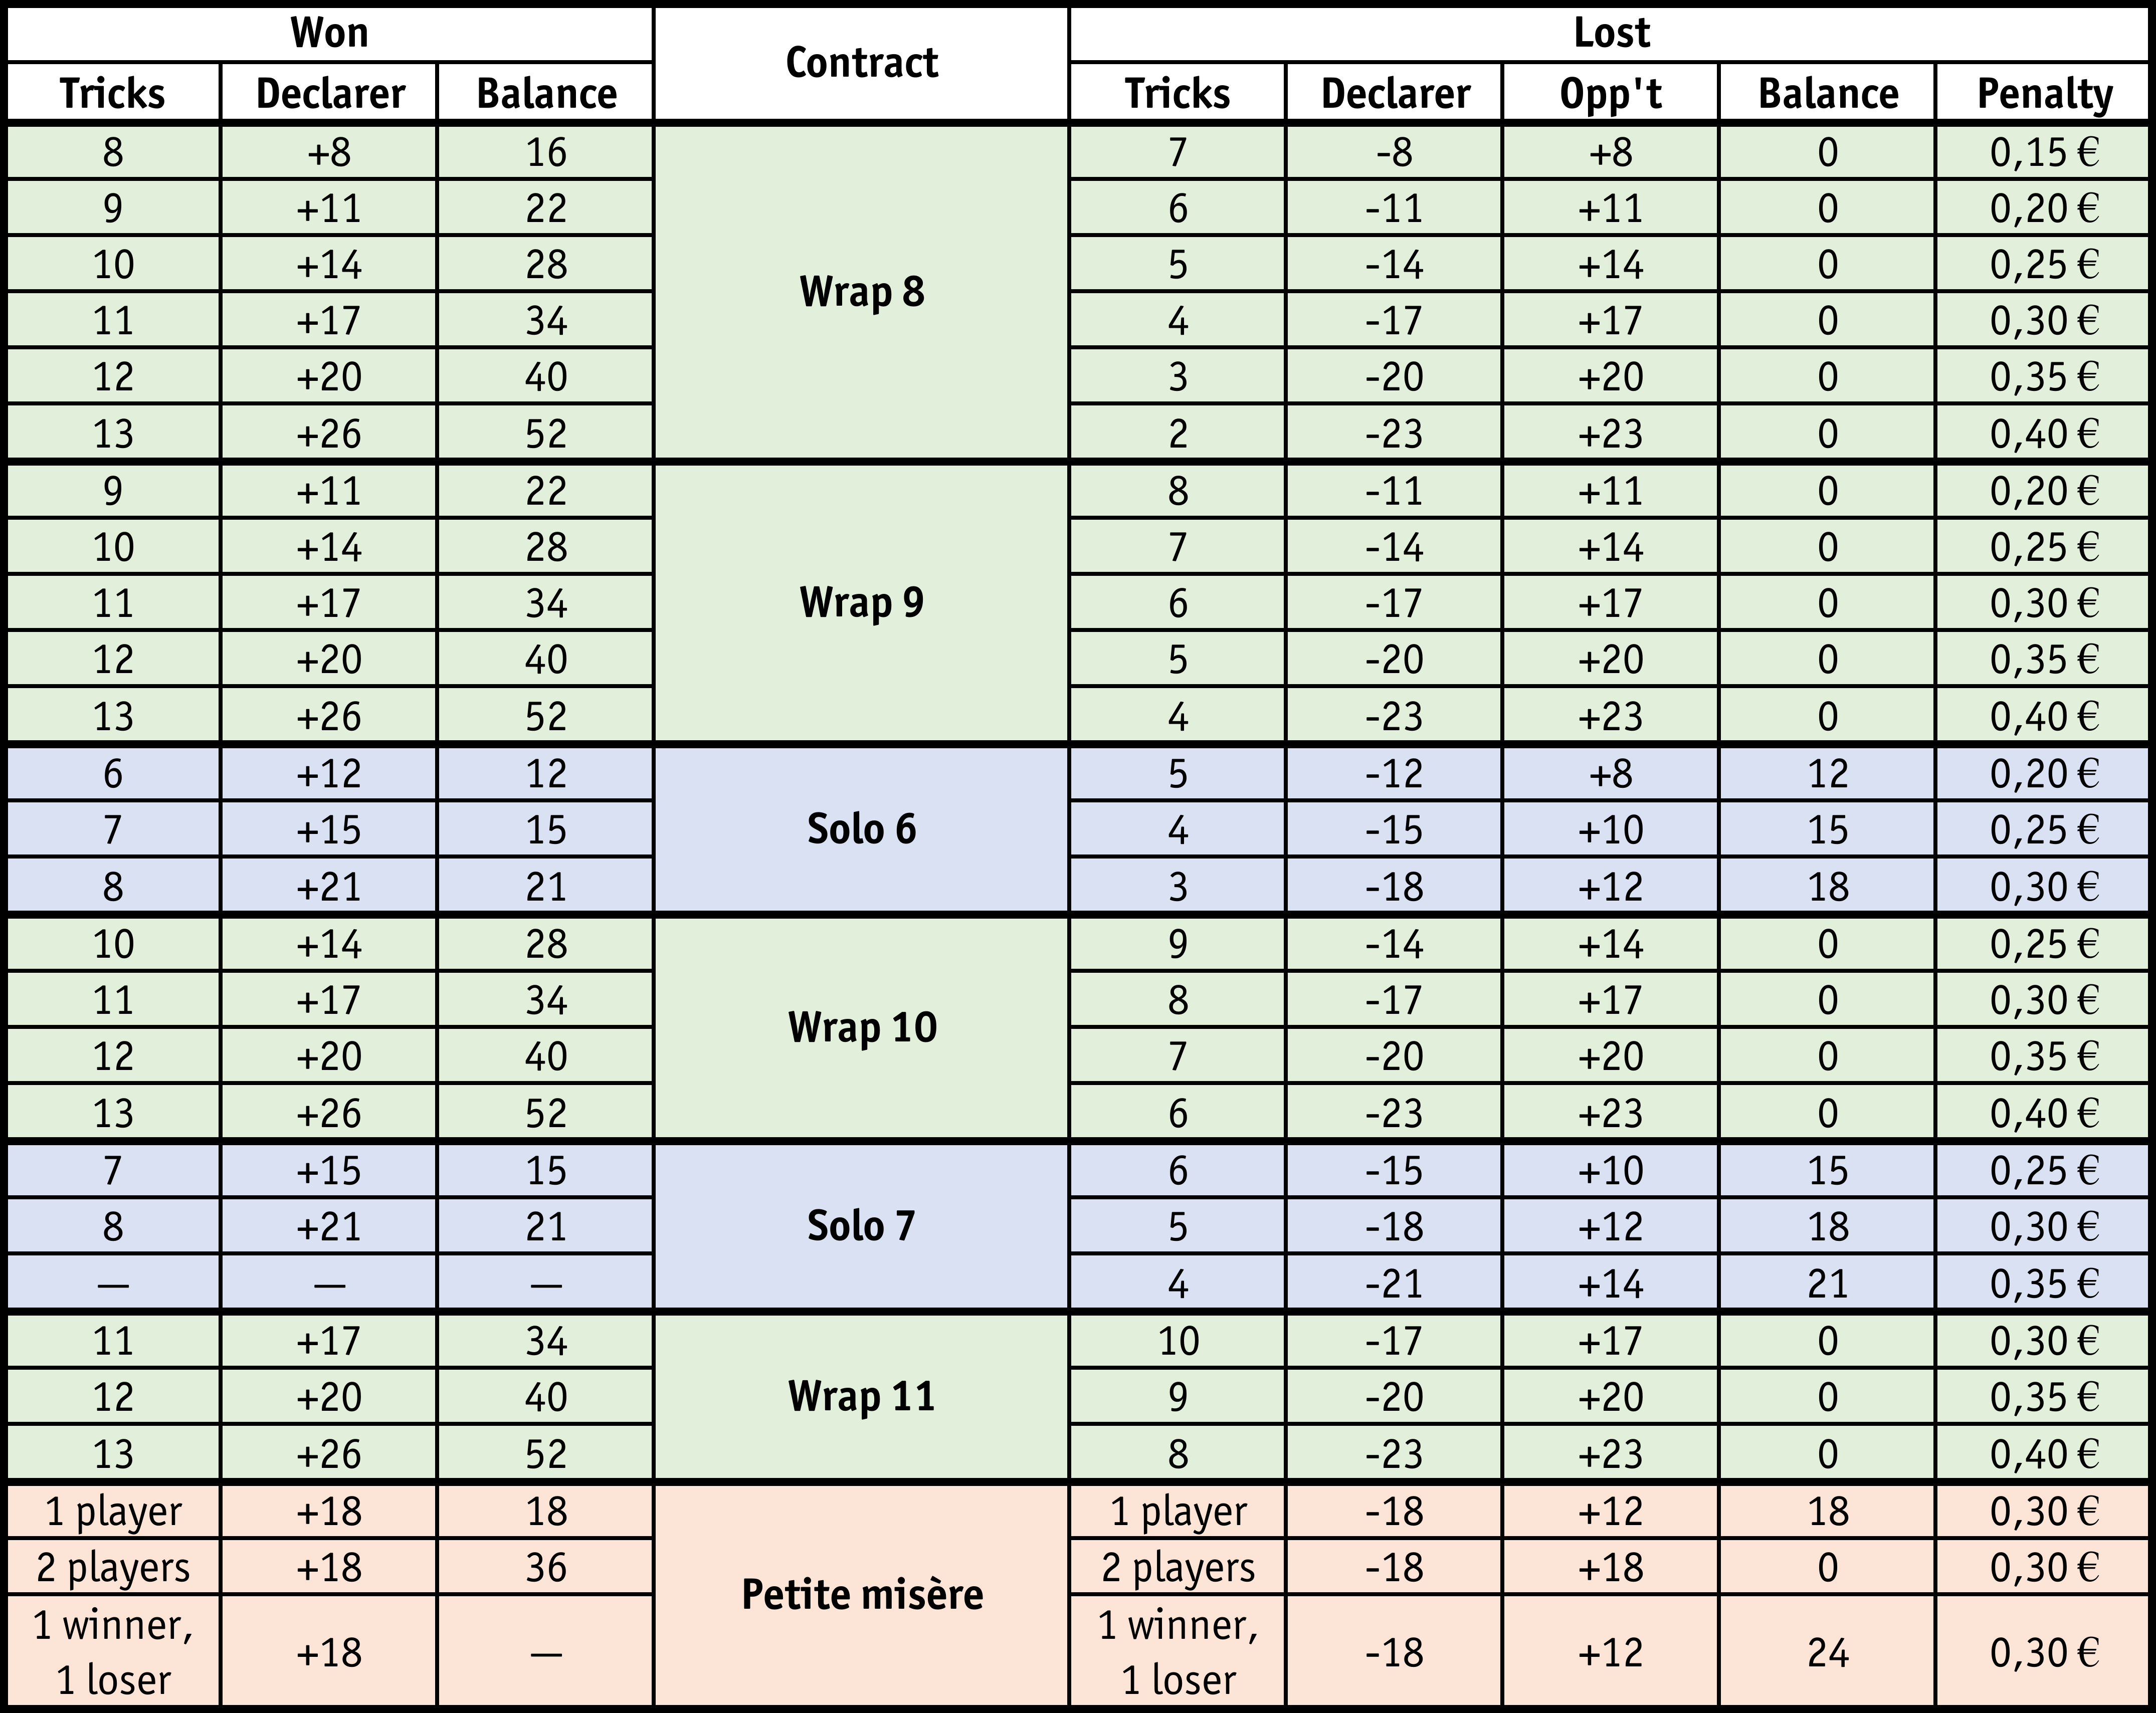 Won Contract Lost
Tricks Declarer Balance Tricks Declarer Opp't Balance Penalty
8 +8 16 Wrap 8 7 -8 +8 0 0,15 €
9 +11 22 6 -11 +11 0 0,20 €
10 +14 28 5 -14 +14 0 0,25 €
11 +17 34 4 -17 +17 0 0,30 €
12 +20 40 3 -20 +20 0 0,35 €
13 +26 52 2 -23 +23 0 0,40 €
9 +11 22 Wrap 9 8 -11 +11 0 0,20 €
10 +14 28 7 -14 +14 0 0,25 €
11 +17 34 6 -17 +17 0 0,30 €
12 +20 40 5 -20 +20 0 0,35 €
13 +26 52 4 -23 +23 0 0,40 €
6 +12 12 Solo 6 5 -12 +8 12 0,20 €
7 +15 15 4 -15 +10 15 0,25 €
8 +21 21 3 -18 +12 18 0,30 €
10 +14 28 Wrap 10 9 -14 +14 0 0,25 €
11 +17 34 8 -17 +17 0 0,30 €
12 +20 40 7 -20 +20 0 0,35 €
13 +26 52 6 -23 +23 0 0,40 €
7 +15 15 Solo 7 6 -15 +10 15 0,25 €
8 +21 21 5 -18 +12 18 0,30 €
— — — 4 -21 +14 21 0,35 €
11 +17 34 Wrap 11 10 -17 +17 0 0,30 €
12 +20 40 9 -20 +20 0 0,35 €
13 +26 52 8 -23 +23 0 0,40 €
1 player +18 18 Petite misère 1 player -18 +12 18 0,30 €
2 players +18 36 2 players -18 +18 0 0,30 €
1 winner, +18 — 1 winner, -18 +12 24 0,30 €
1 loser 1 loser